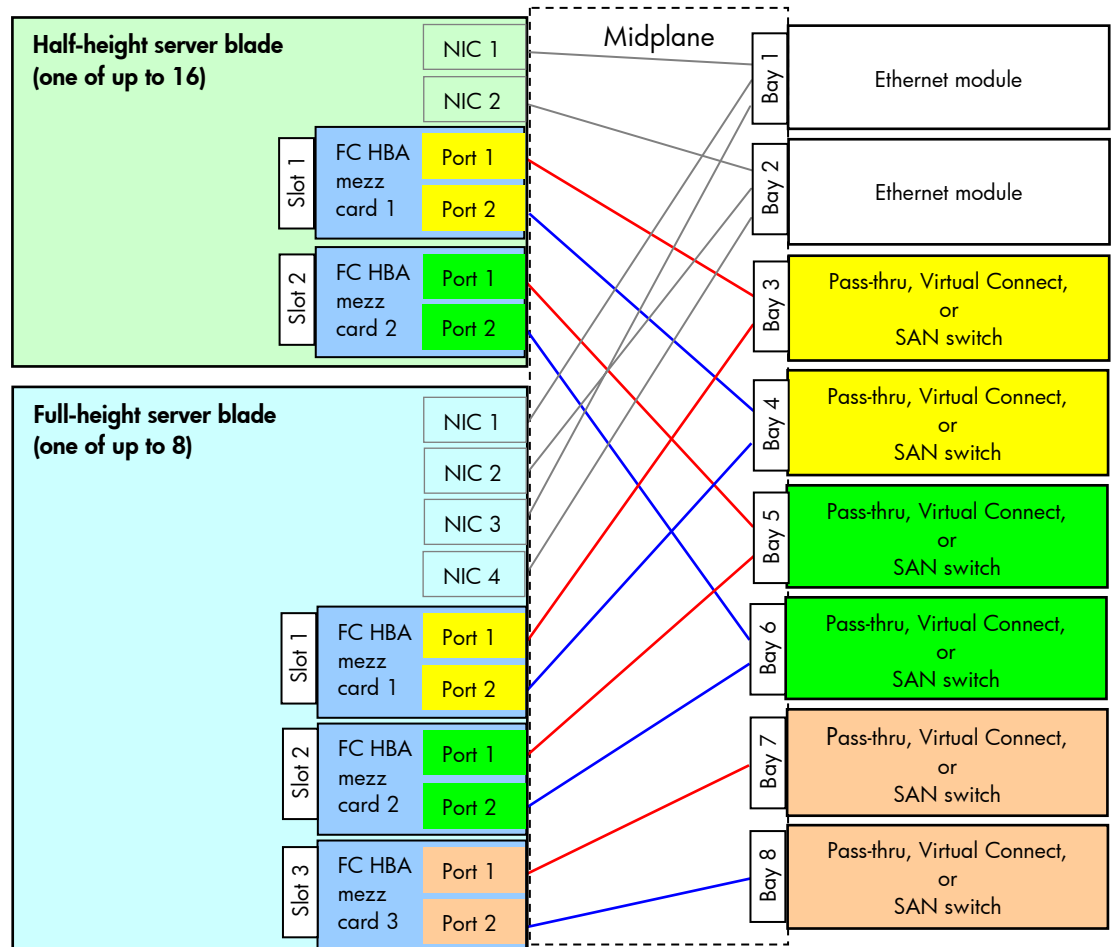 Half-height server blade
(one of up to 16)
NIC 1
NIC 2
Slot 1
FC HBA
mezz
card 1
Port 1
Port 2
Slot 2
FC HBA
mezz
card 2
Port 1
Port 2
Full-height server blade
(one of up to 8)
NIC 1
NIC 2
NIC 3
NIC 4
Slot 1
FC HBA
mezz
card 1
Port 1
Port 2
Slot 2
FC HBA
mezz
card 2
Port 1
Port 2
Slot 3
FC HBA
mezz
card 3
Port 1
Port 2
Midplane
Bay 1
Ethernet module
Bay 2
Ethernet module
Bay 3
Pass-thru, Virtual Connect,
or
SAN switch
Bay 4
Pass-thru, Virtual Connect,
or
SAN switch
Bay 5
Pass-thru, Virtual Connect,
or
SAN switch
Bay 6
Pass-thru, Virtual Connect,
or
SAN switch
Bay 7
Pass-thru, Virtual Connect,
or
SAN switch
Bay 8
Pass-thru, Virtual Connect,
or
SAN switch